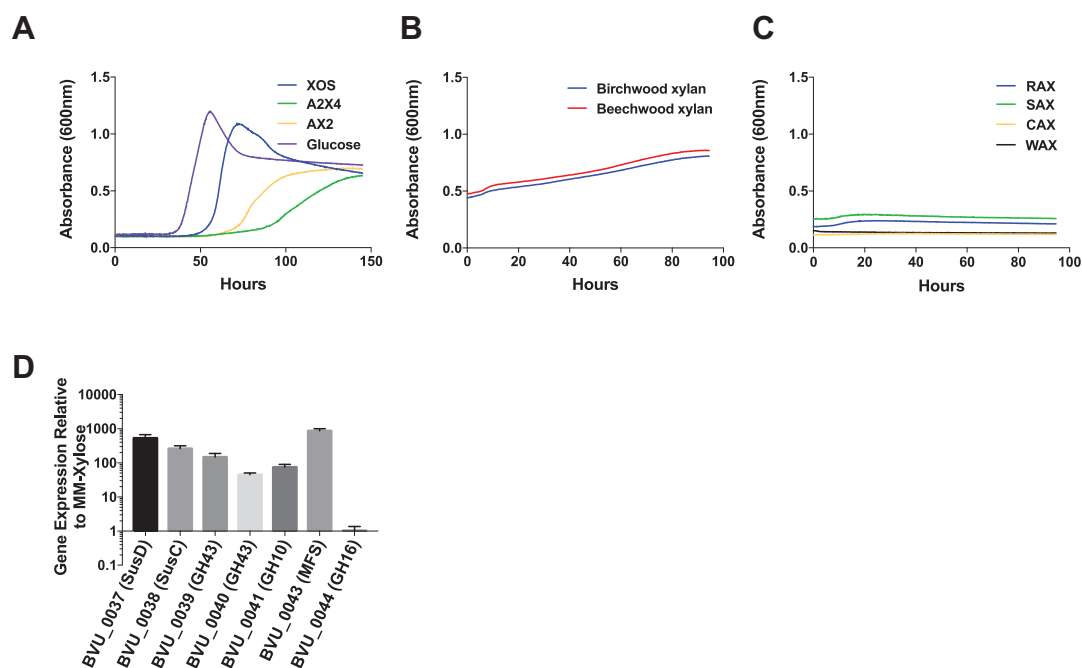 A
Absorbance (600nm)
1.5
1.0
0.5
0.0
0
50
100
150
Hours
XOS
A2X4
AX2
Glucose
B
Absorbance (600nm)
1.5
1.0
0.5
0.0
0
20
40
60
80
100
Hours
Birchwood xylan
Beechwood xylan
C
Absorbance (600nm)
1.5
1.0
0.5
0.0
0
20
40
60
80
100
Hours
RAX
SAX
CAX
WAX
D
Gene Expression Relative
to MM-Xylose
10000
1000
100
10
1
0.1
BVU_0037 (SusD)
BVU_0038 (SusC)
BVU_0039 (GH43)
BVU_0040 (GH43)
BVU_0041 (GH10)
BVU_0043 (MFS)
BVU_0044 (GH16)